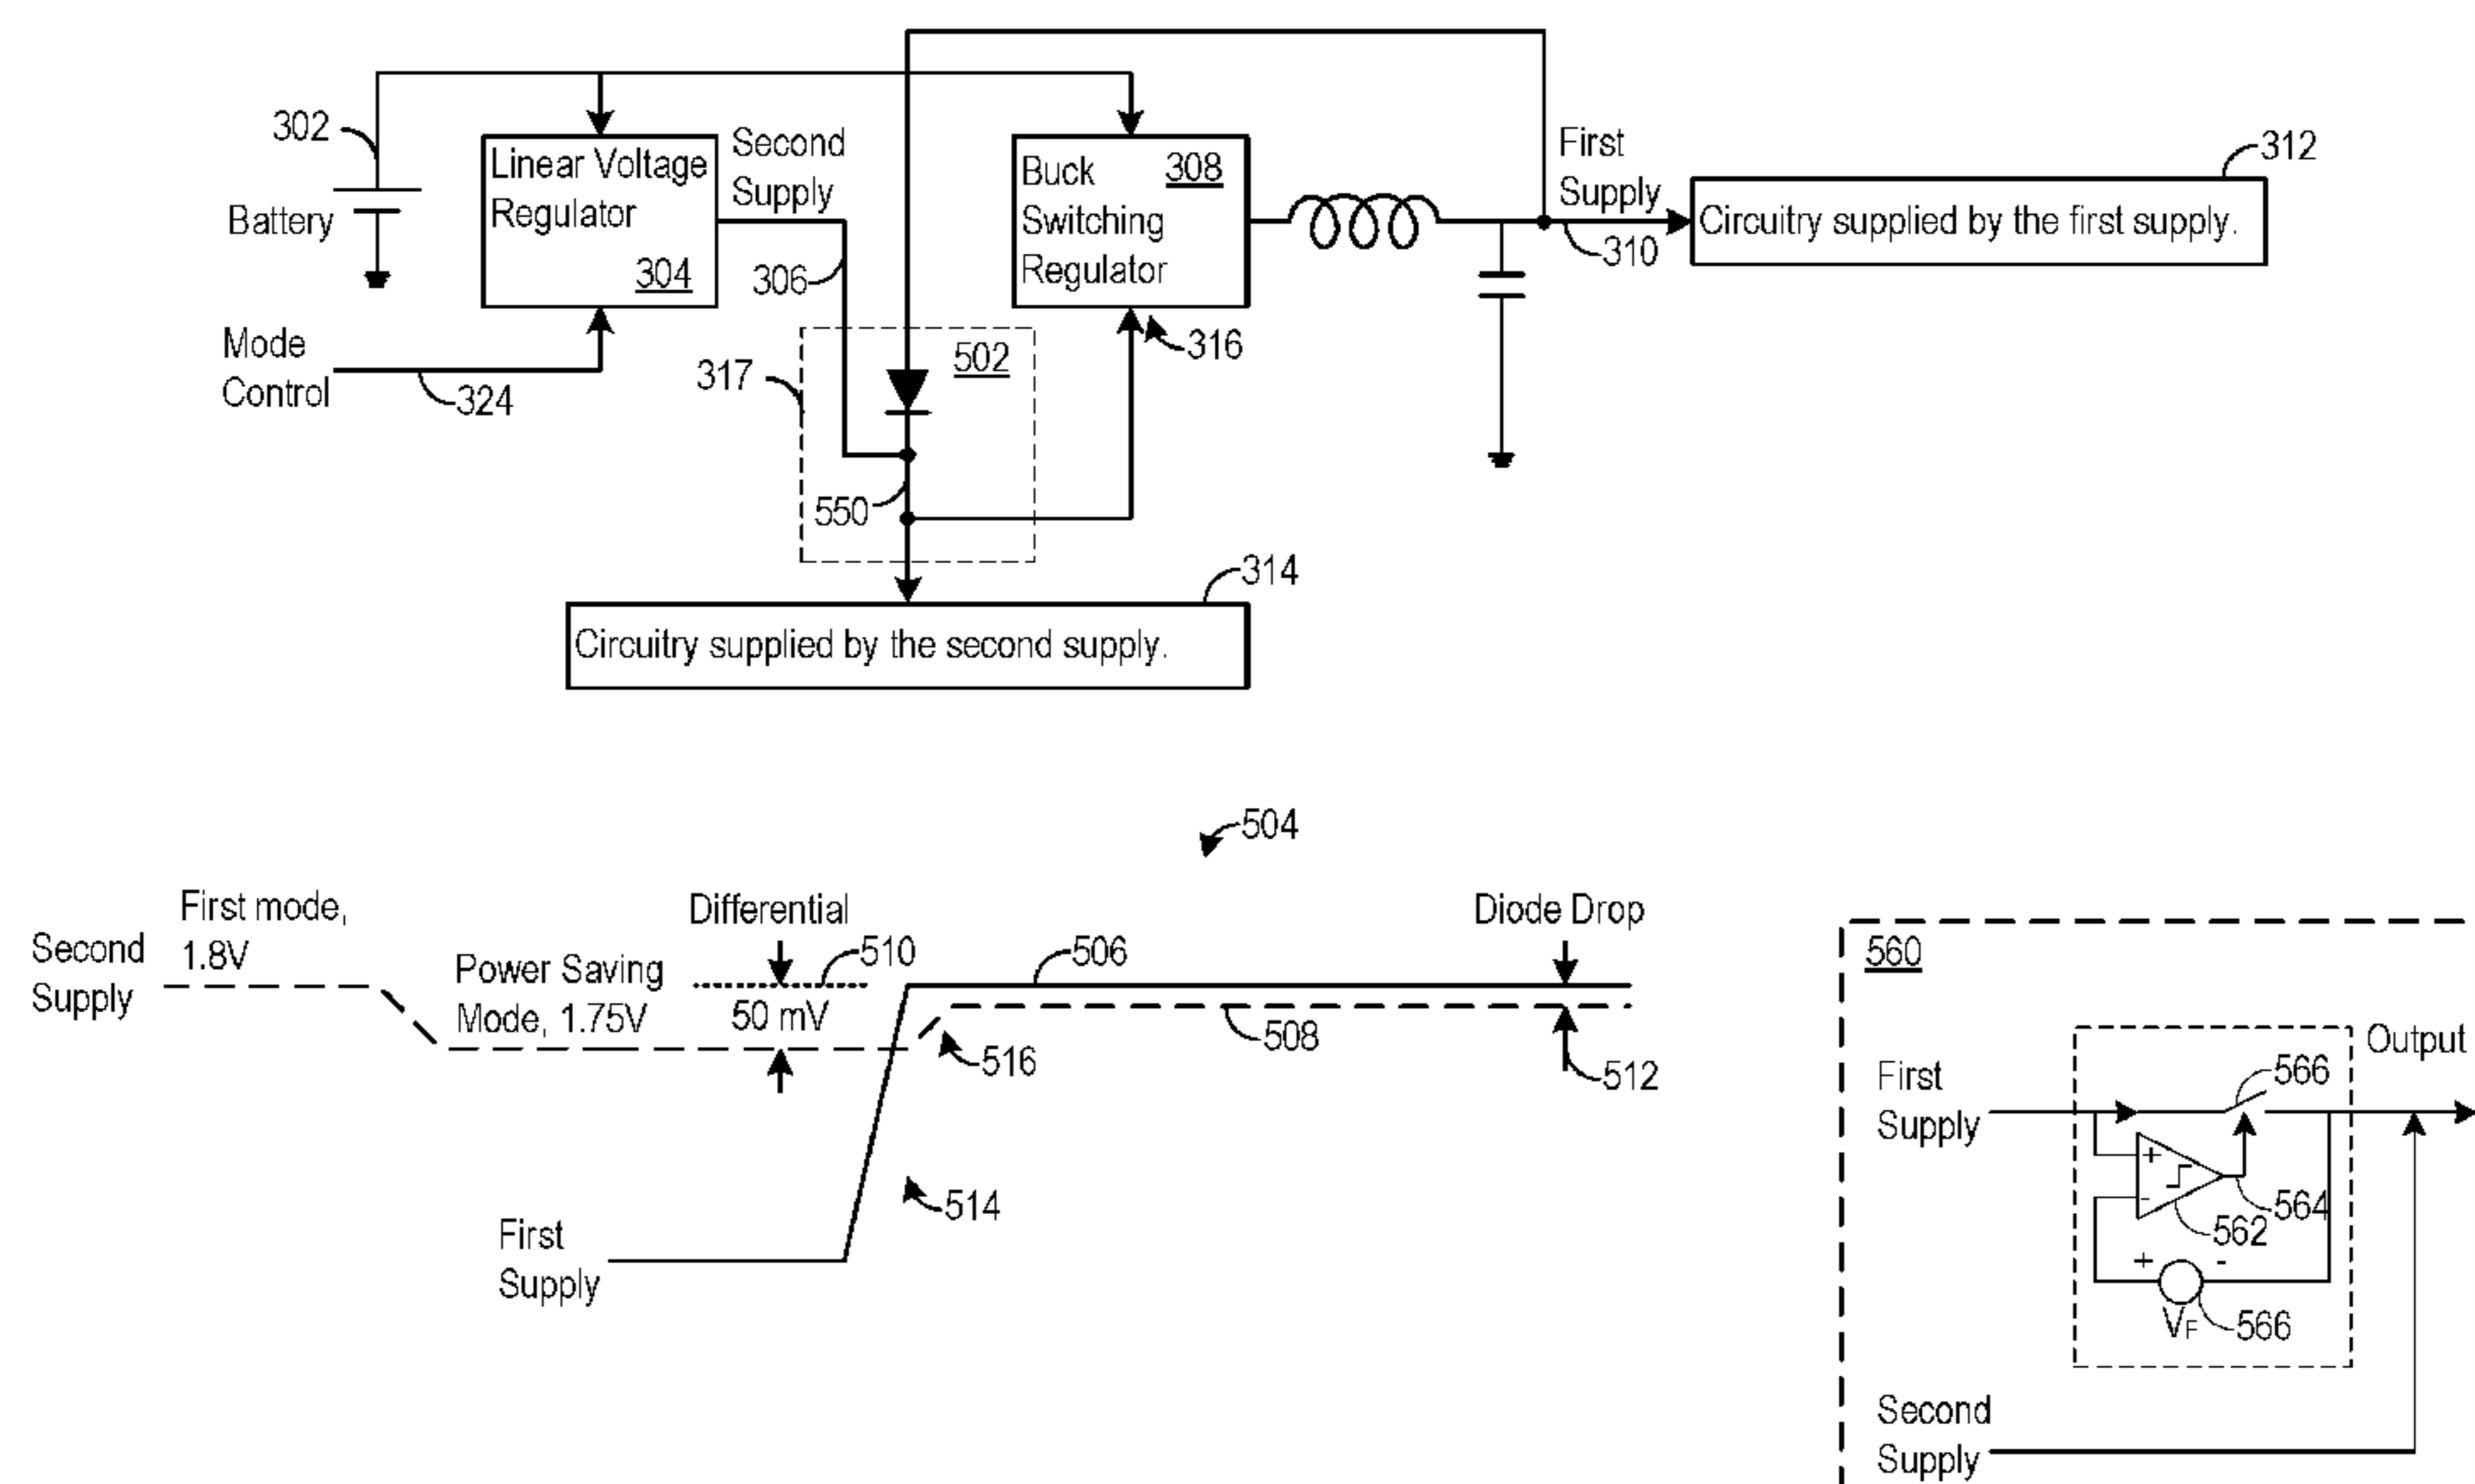 302
Battery
Linear Voltage
Regulator
304
Mode
Control
324
Second
Supply
306
Buck
308
Switching
Regulator
316
First
Supply
310
312
Circuitry supplied by the first supply.
317
502
550
314
Circuitry supplied by the second supply.
504
Second
Supply
First mode,
1.8V
Power Saving
Mode, 1.75V
Differential
510
50 mV
506
516
508
Diode Drop
512
514
First
Supply
560
First
Supply
566
Output
+
-
564
562
+
-
VF
566
Second
Supply